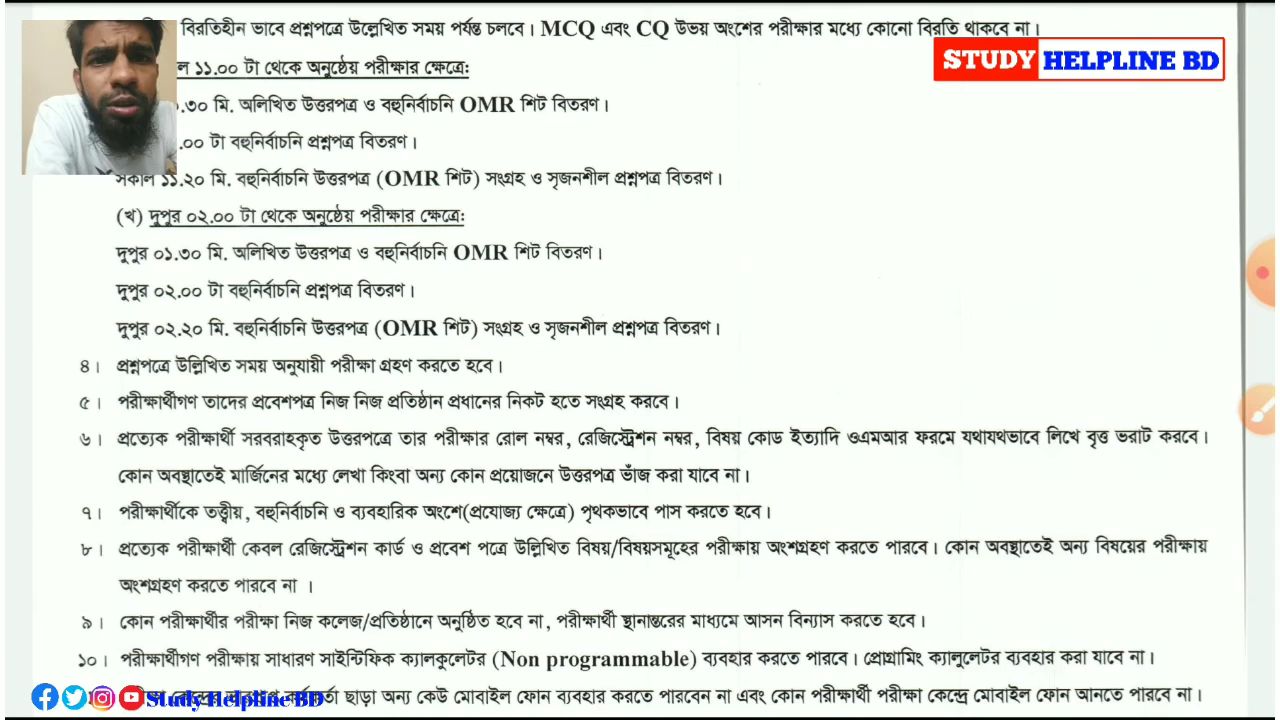 বিরতিহীন ভাবে প্রশ্নপত্রে উল্লেখিত সময় পর্যন্ত চলবে। MCQ এবং CQ উভয় অংশের পরীক্ষার মধ্যে কোনো বিরতি থাকবে না।
STUDY HELPLINE BD
১১.০০ টা থেকে অনুষ্ঠেয় পরীক্ষার ক্ষেত্রে:
.৩০ মি. অলিখিত উত্তরপত্র ও বহুনির্বাচনি OMR শিট বিতরণ।
.০০ টা বহুনির্বাচনি প্রশ্নপত্র বিতরণ।
সকাল ১১.২০ মি. বহুনির্বাচনি উত্তরপত্র (OMR শিট) সংগ্রহ ও সৃজনশীল প্রশ্নপত্র বিতরণ।
(খ) দুপুর ০২.০০ টা থেকে অনুষ্ঠেয় পরীক্ষার ক্ষেত্রে:
দুপুর ০১.৩০ মি. অলিখিত উত্তরপত্র ও বহুনির্বাচনি OMR শিট বিতরণ।
দুপুর ০২.০০ টা বহুনির্বাচনি প্রশ্নপত্র বিতরণ।
দুপুর ০২.২০ মি. বহুনির্বাচনি উত্তরপত্র (OMR শিট) সংগ্রহ ও সৃজনশীল প্রশ্নপত্র বিতরণ।
৪। প্রশ্নপত্রে উল্লিখিত সময় অনুযায়ী পরীক্ষা গ্রহণ করতে হবে।
৫। পরীক্ষার্থীগণ তাদের প্রবেশপত্র নিজ নিজ প্রতিষ্ঠান প্রধানের নিকট হতে সংগ্রহ করবে।
৬। প্রত্যেক পরীক্ষার্থী সরবরাহকৃত উত্তরপত্রে তার পরীক্ষার রোল নম্বর, রেজিস্ট্রেশন নম্বর, বিষয় কোড ইত্যাদি ওএমআর ফরমে যথাযথভাবে লিখে বৃত্ত ভরাট করবে।
কোন অবস্থাতেই মার্জিনের মধ্যে লেখা কিংবা অন্য কোন প্রয়োজনে উত্তরপত্র ভাঁজ করা যাবে না।
৭। পরীক্ষার্থীকে তত্ত্বীয়, বহুনির্বাচনি ও ব্যবহারিক অংশে(প্রযোজ্য ক্ষেত্রে) পৃথকভাবে পাস করতে হবে।
৮। প্রত্যেক পরীক্ষার্থী কেবল রেজিস্ট্রেশন কার্ড ও প্রবেশ পত্রে উল্লিখিত বিষয়/বিষয়সমূহের পরীক্ষায় অংশগ্রহণ করতে পারবে। কোন অবস্থাতেই অন্য বিষয়ের পরীক্ষায়
অংশগ্রহণ করতে পারবে না ।
৯। কোন পরীক্ষার্থীর পরীক্ষা নিজ কলেজ/প্রতিষ্ঠানে অনুষ্ঠিত হবে না, পরীক্ষার্থী স্থানান্তরের মাধ্যমে আসন বিন্যাস করতে হবে।
১০। পরীক্ষার্থীগণ পরীক্ষায় সাধারণ সাইন্টিফিক ক্যালকুলেটর (Non programmable) ব্যবহার করতে পারবে। প্রোগ্রামিং ক্যালুলেটর ব্যবহার করা যাবে না।
ছাড়া অন্য কেউ মোবাইল ফোন ব্যবহার করতে পারবেন না এবং কোন পরীক্ষার্থী পরীক্ষা কেন্দ্রে মোবাইল ফোন আনতে পারবে না।
Study Helpline BD